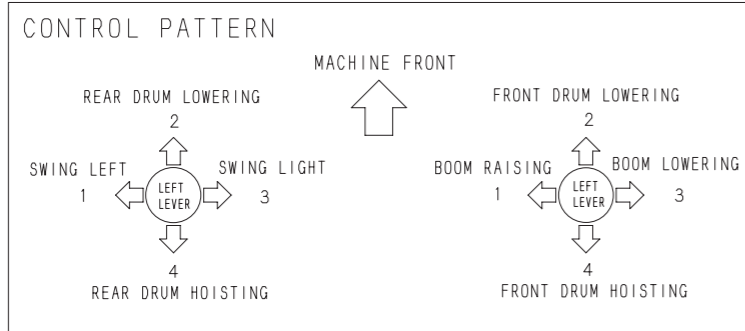 CONTROL PATTERN
MACHINE FRONT
REAR DRUM LOWERING
2
SWING LEFT
1
LEFT
LEVER
SWING LIGHT
3
4
REAR DRUM HOISTING
FRONT DRUM LOWERING
2
BOOM RAISING
1
LEFT
LEVER
BOOM LOWERING
3
4
FRONT DRUM HOISTING